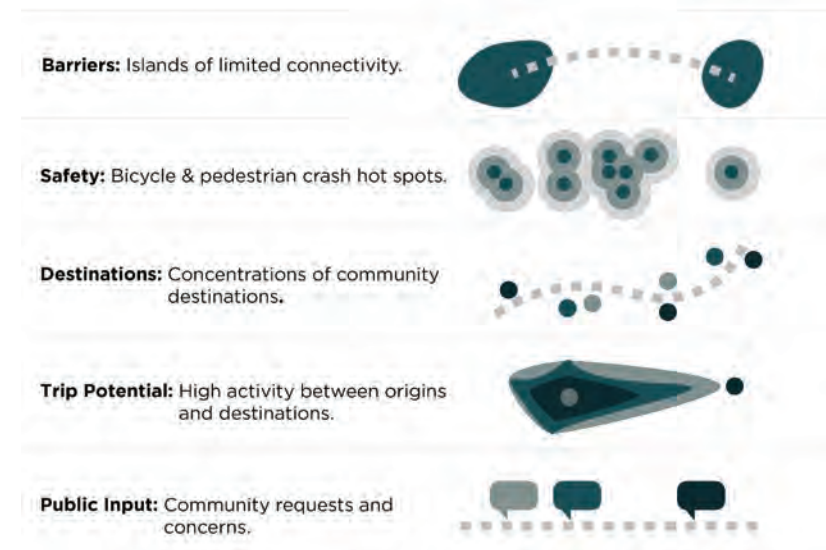 Barriers: Islands of limited connectivity.
Safety: Bicycle & pedestrian crash hot spots.
Destinations: Concentrations of community
destinations.
Trip Potential: High activity between origins
and destinations.
Public Input: Community requests and
concerns.